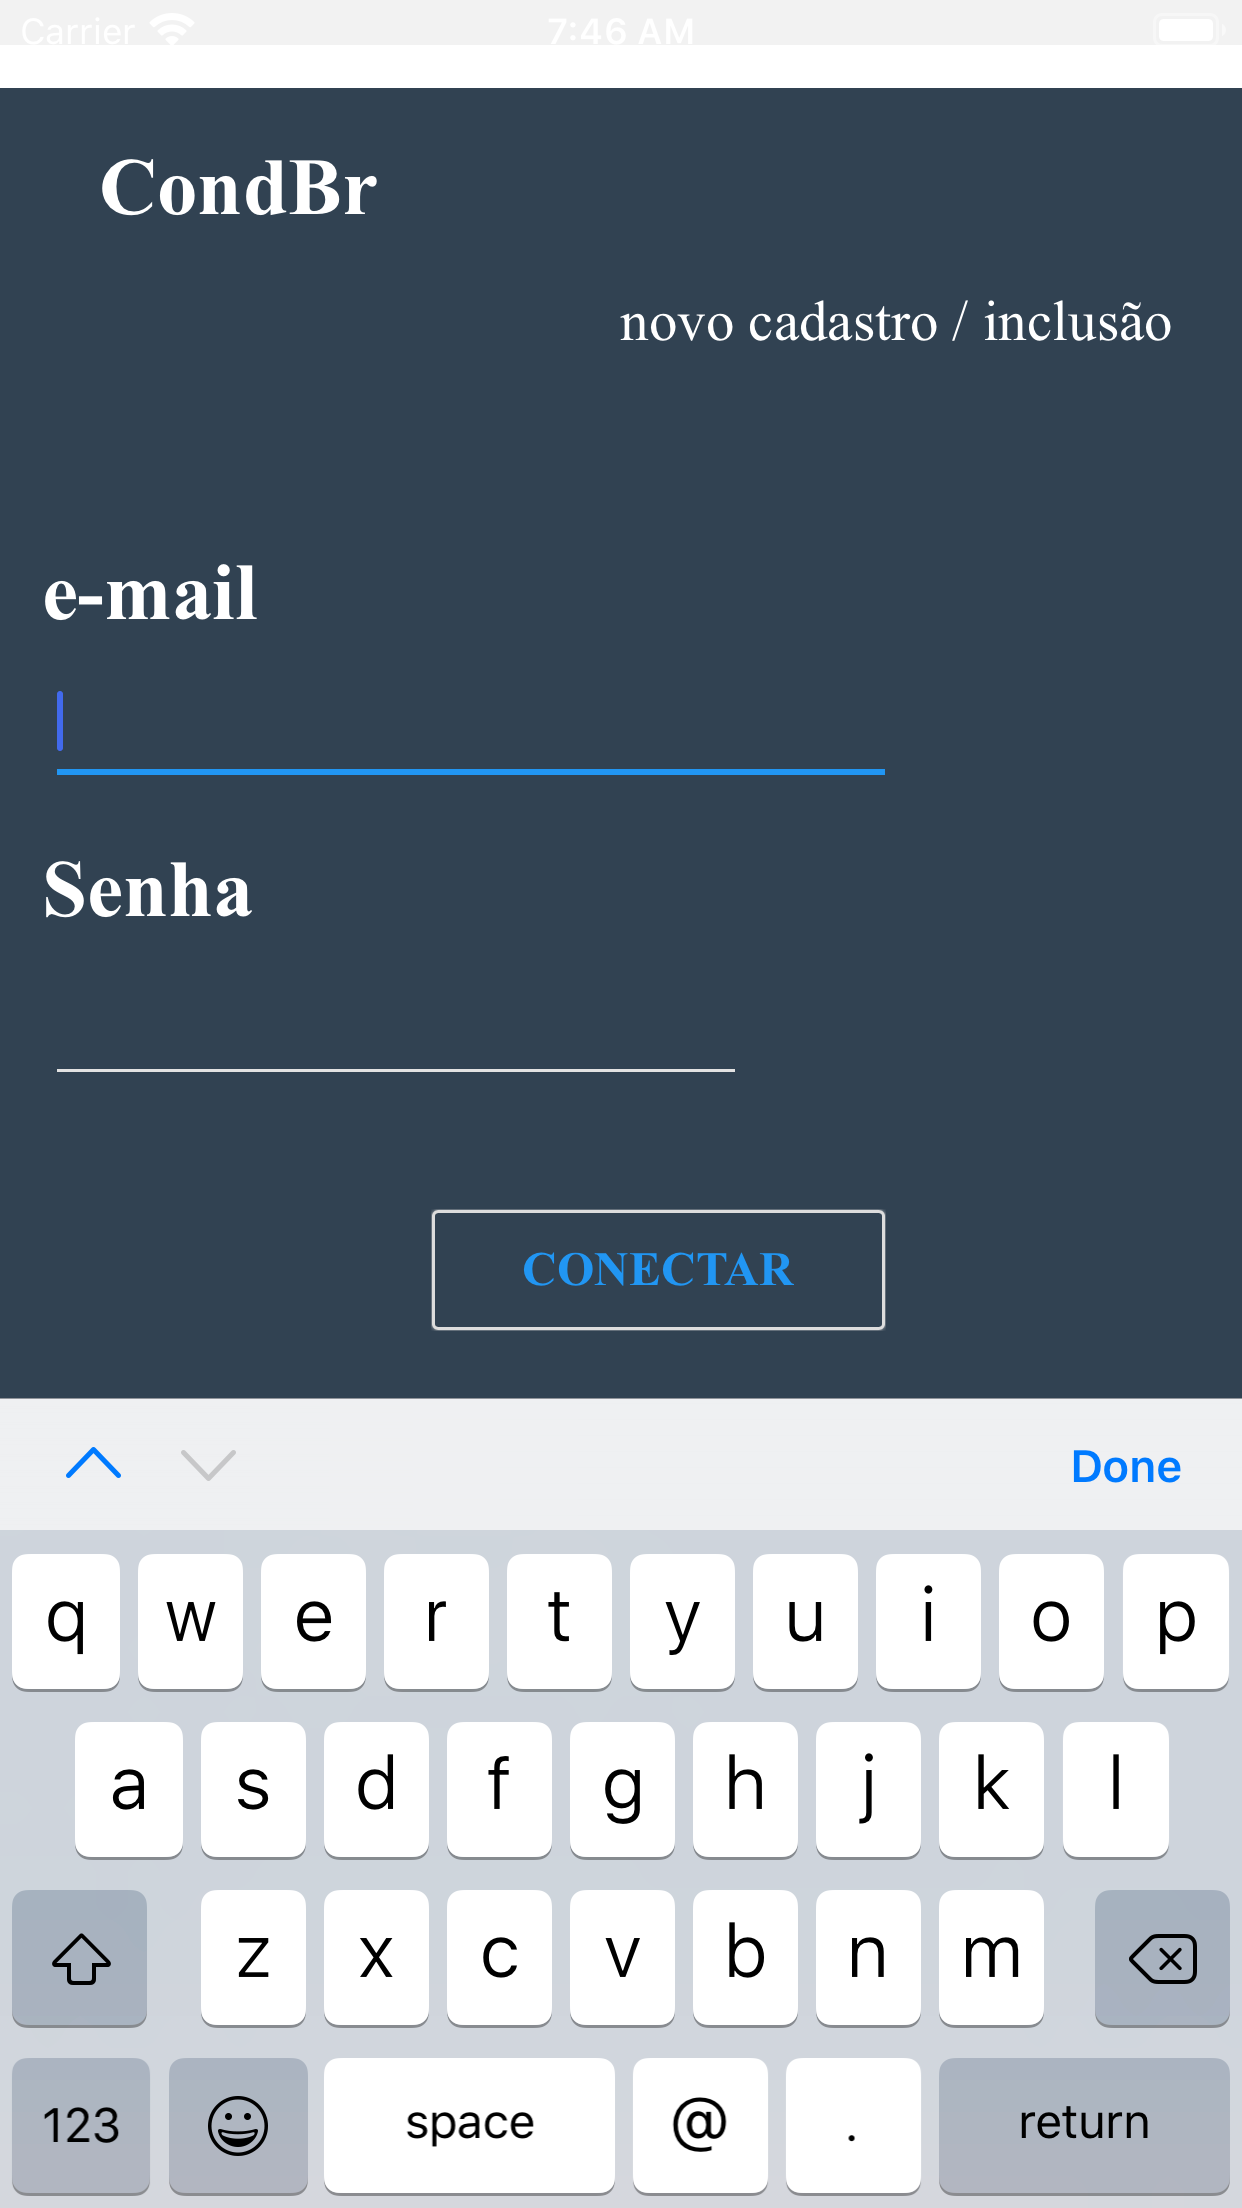 Carrier 7:46 AM
CondBr
novo cadastro / inclusão
e-mail
Senha
CONECTAR
Done
q w e r t y u i o p
a s d f g h j k l
z x c v b n m
123 space @ . return